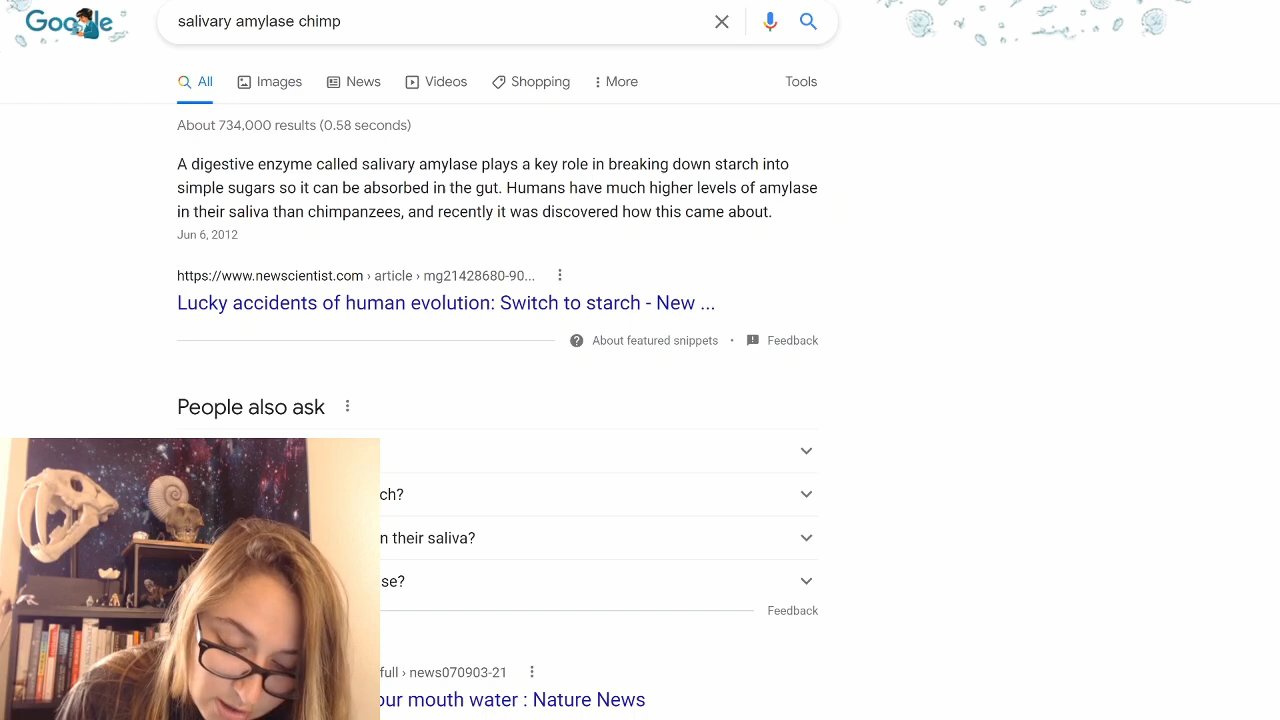 Google
salivary amylase chimp
All
Images
News
Videos
Shopping
More
Tools
About 734,000 results (0.58 seconds)
A digestive enzyme called salivary amylase plays a key role in breaking down starch into
simple sugars so it can be absorbed in the gut. Humans have much higher levels of amylase
in their saliva than chimpanzees, and recently it was discovered how this came about.
Jun 6, 2012
https://www.newscientist.com › article › mg21428680-90...
Lucky accidents of human evolution: Switch to starch - New ...
About featured snippets • Feedback
People also ask
ch?
n their saliva?
se?
Feedback
full › news070903-21
our mouth water : Nature News